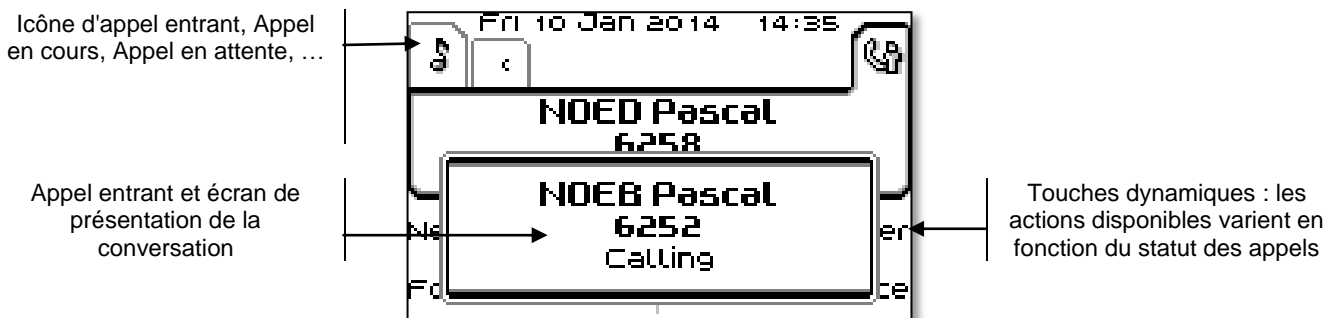 Icône d'appel entrant, Appel
en cours, Appel en attente, …
Fri 10 Jan 2014 14:35
NOED Pascal
6258
NOEB Pascal
6252
Calling
Appel entrant et écran de
présentation de la
conversation
Touches dynamiques : les
actions disponibles varient en
fonction du statut des appels